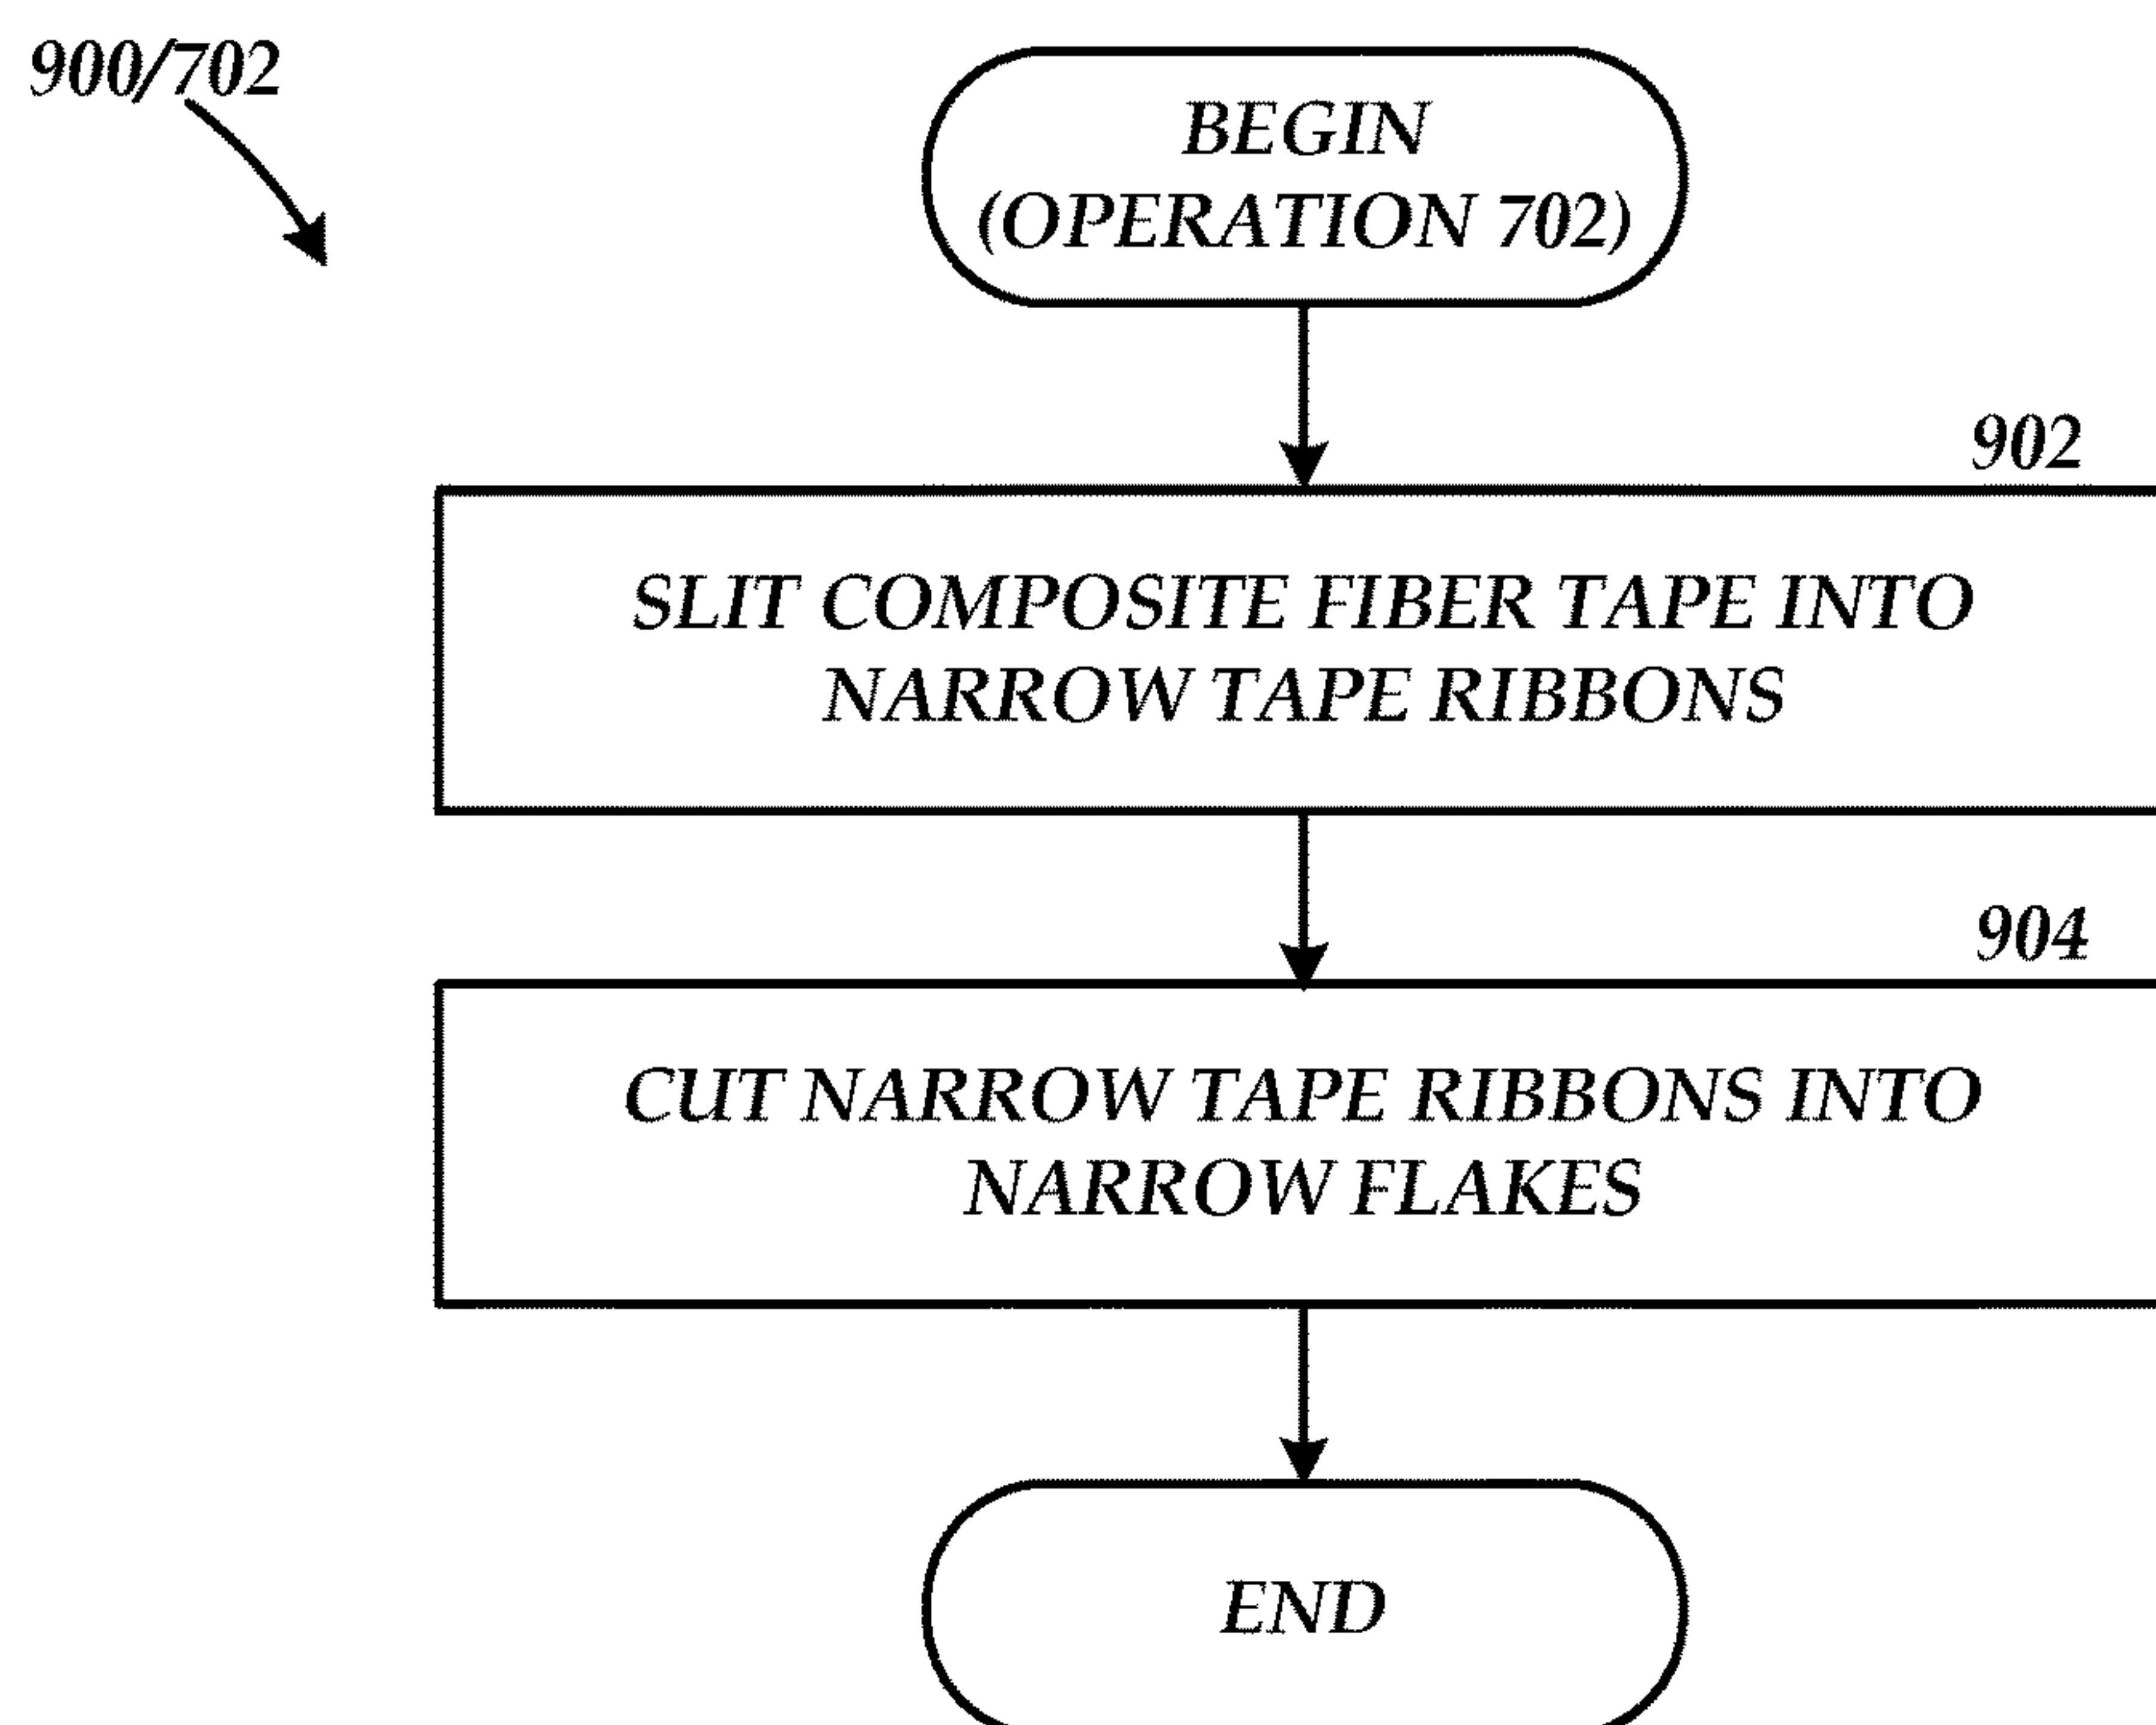 900/702
BEGIN
(OPERATION 702)
902
SLIT COMPOSITE FIBER TAPE INTO
NARROW TAPE RIBBONS
904
CUT NARROW TAPE RIBBONS INTO
NARROW FLAKES
END